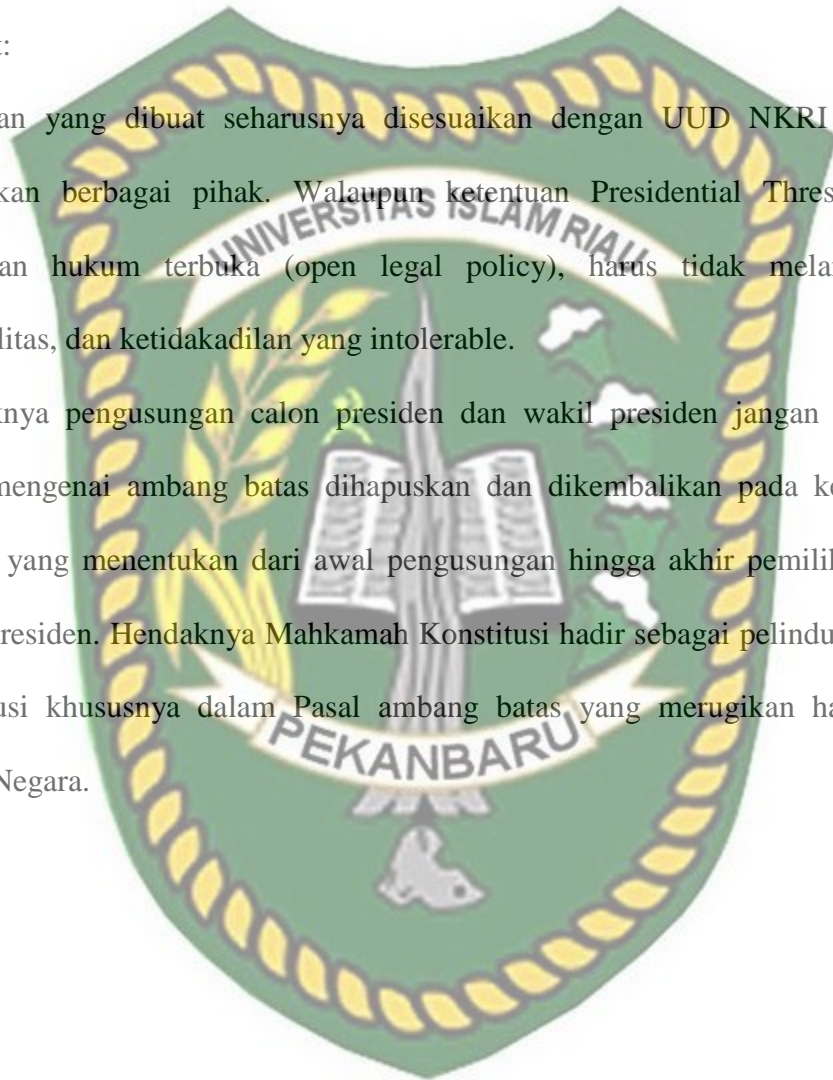 t:
an yang dibuat seharusnya disesuaikan dengan UUD NKRI
kan berbagai pihak. Walaupun ketentuan Presidential Thres
UNIVERSITAS ISLAM RIAU
an hukum terbuka (open legal policy), harus tidak mela
litas, dan ketidakadilan yang intolerable.
knya pengusungan calon presiden dan wakil presiden jangan
mengenai ambang batas dihapuskan dan dikembalikan pada k
yang menentukan dari awal pengusungan hingga akhir pemilih
residen. Hendaknya Mahkamah Konstitusi hadir sebagai pelindu
usi khususnya dalam Pasal ambang batas yang merugikan ha
PEKANBARU
Negara.